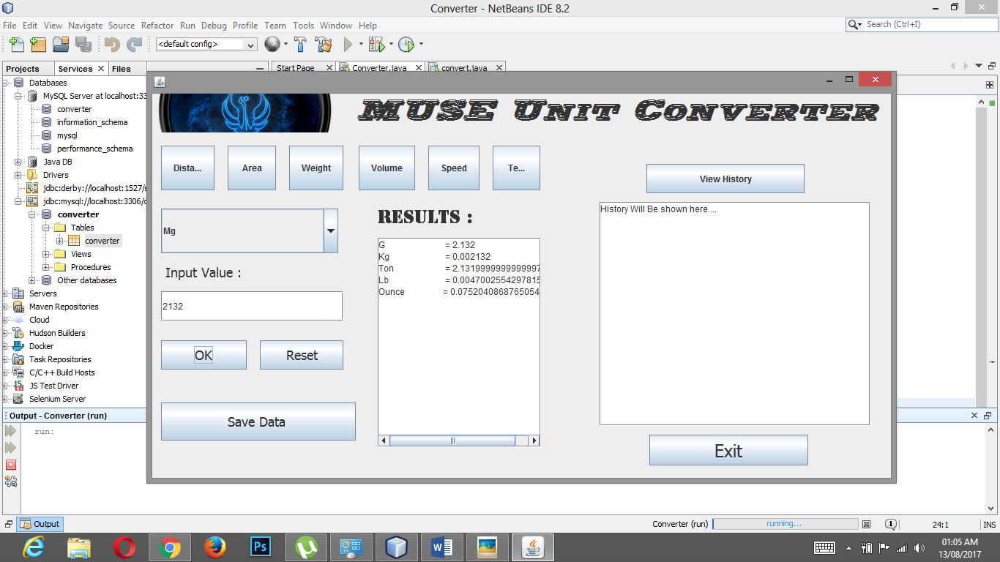 Converter - NetBeans IDE 8.2
File Edit View Navigate Source Refactor Run Debug Profile Team Tools Window Help
Search (Ctrl+I)
<default config>
Projects Services Files
Start Page Converter.java convert.java
Databases
MySQL Server at localhost:33
converter
information_schema
mysql
performance_schema
Java DB
Drivers
jdbc:derby://localhost:1527/s
jdbc:mysql://localhost:3306/c
converter
Tables
converter
Views
Procedures
Other databases
Servers
Maven Repositories
Cloud
Hudson Builders
Docker
Task Repositories
C/C++ Build Hosts
JS Test Driver
Selenium Server
MUSE Unit Converter
Dista... Area Weight Volume Speed Te...
View History
Mg
Input Value :
2132
OK Reset
Save Data
RESULTS :
G = 2.132
Kg = 0.002132
Ton = 2.1319999999999997
Lb = 0.0047002554297815
Ounce = 0.0752040868765054
History Will Be shown here ...
Exit
Output - Converter (run)
run:
Output
Converter (run) running... 1 24:1 INS
Ps
W
01:05 AM
13/08/2017